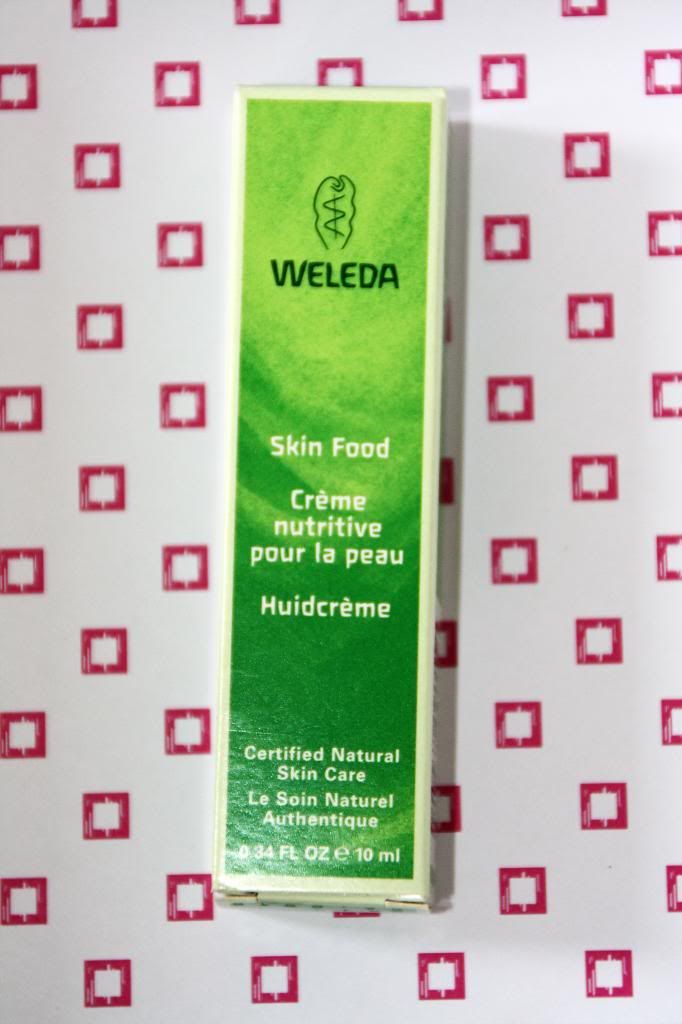 WELEDA
Skin Food
Crème
nutritive
pour la peau
Huidcrème
Certified Natural
Skin Care
Le Soin Naturel
Authentique
0.34 FL OZ ℮ 10 ml